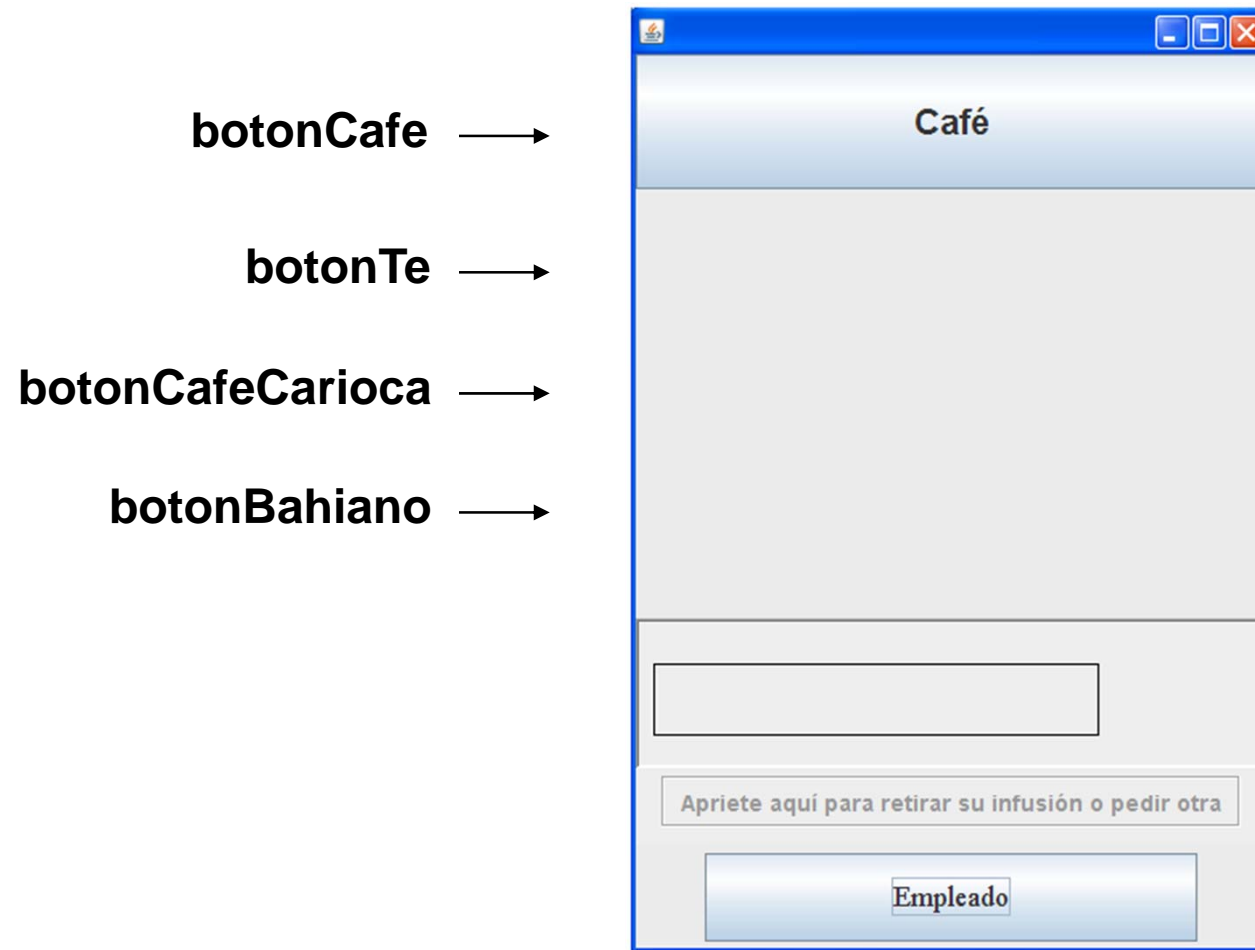 botonCafe
botonTe
botonCafeCarioca
botonBahiano
Café
Apriete aquí para retirar su infusión o pedir otra
Empleado